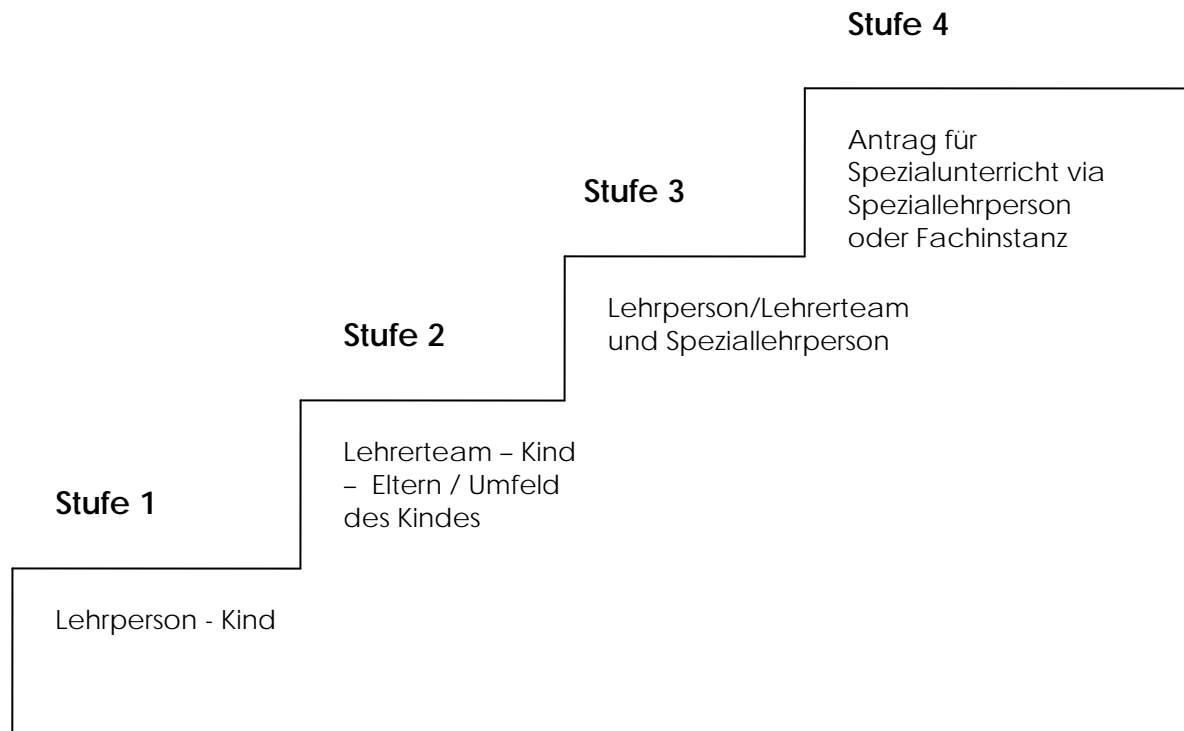 Stufe 4
Antrag für
Spezialunterricht via
Speziallehrperson
oder Fachinstanz
Stufe 3
Lehrperson/Lehrerteam
und Speziallehrperson
Stufe 2
Lehrerteam – Kind
– Eltern / Umfeld
des Kindes
Stufe 1
Lehrperson - Kind